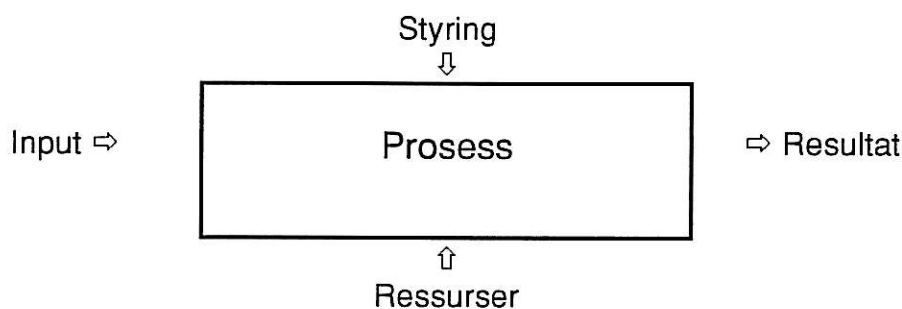 Styring
⇩
Input ⇨ Prosess ⇨ Resultat
⇧
Ressurser